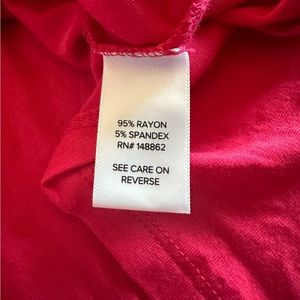 95% RAYON
5% SPANDEX
RN# 148862
SEE CARE ON
REVERSE